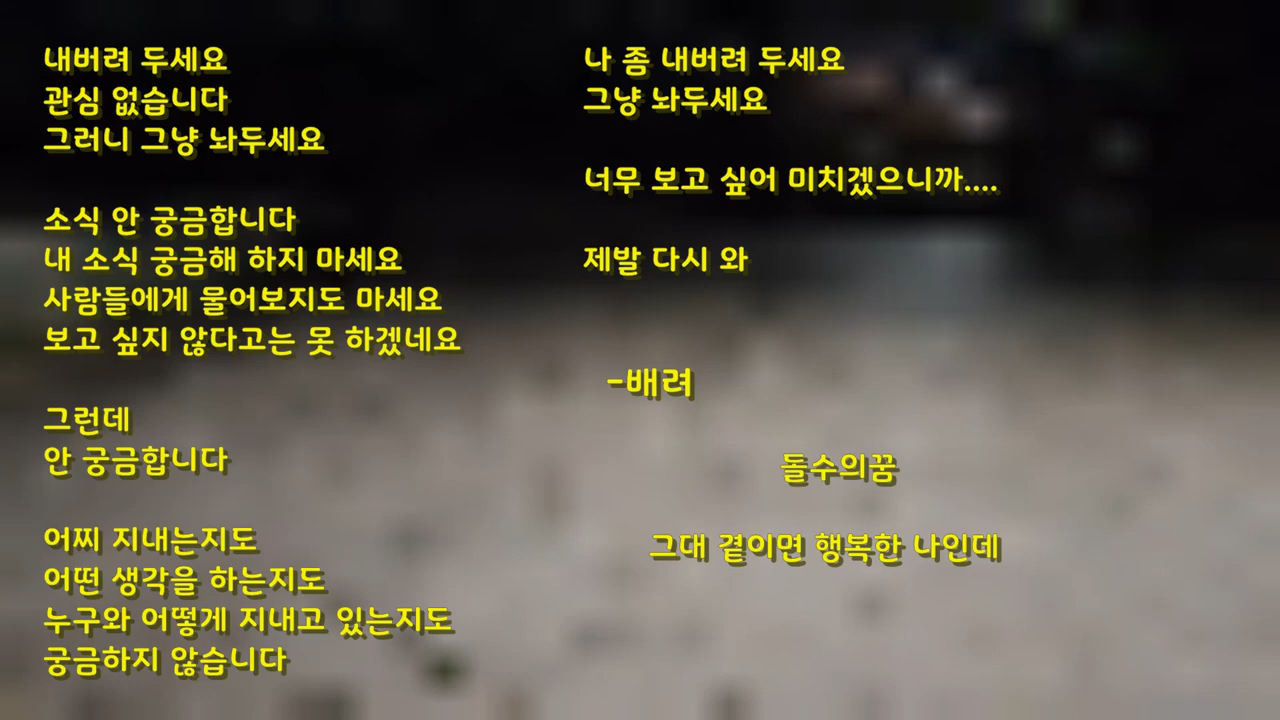 내버려 두세요
관심 없습니다
그러니 그냥 놔두세요
소식 안 궁금합니다
내 소식 궁금해 하지 마세요
사람들에게 물어보지도 마세요
보고 싶지 않다고는 못 하겠네요
그런데
안 궁금합니다
어찌 지내는지도
어떤 생각을 하는지도
누구와 어떻게 지내고 있는지도
궁금하지 않습니다
나 좀 내버려 두세요
그냥 놔두세요
너무 보고 싶어 미치겠으니까....
제발 다시 와
-배려
돌수의꿈
그대 곁이면 행복한 나인데